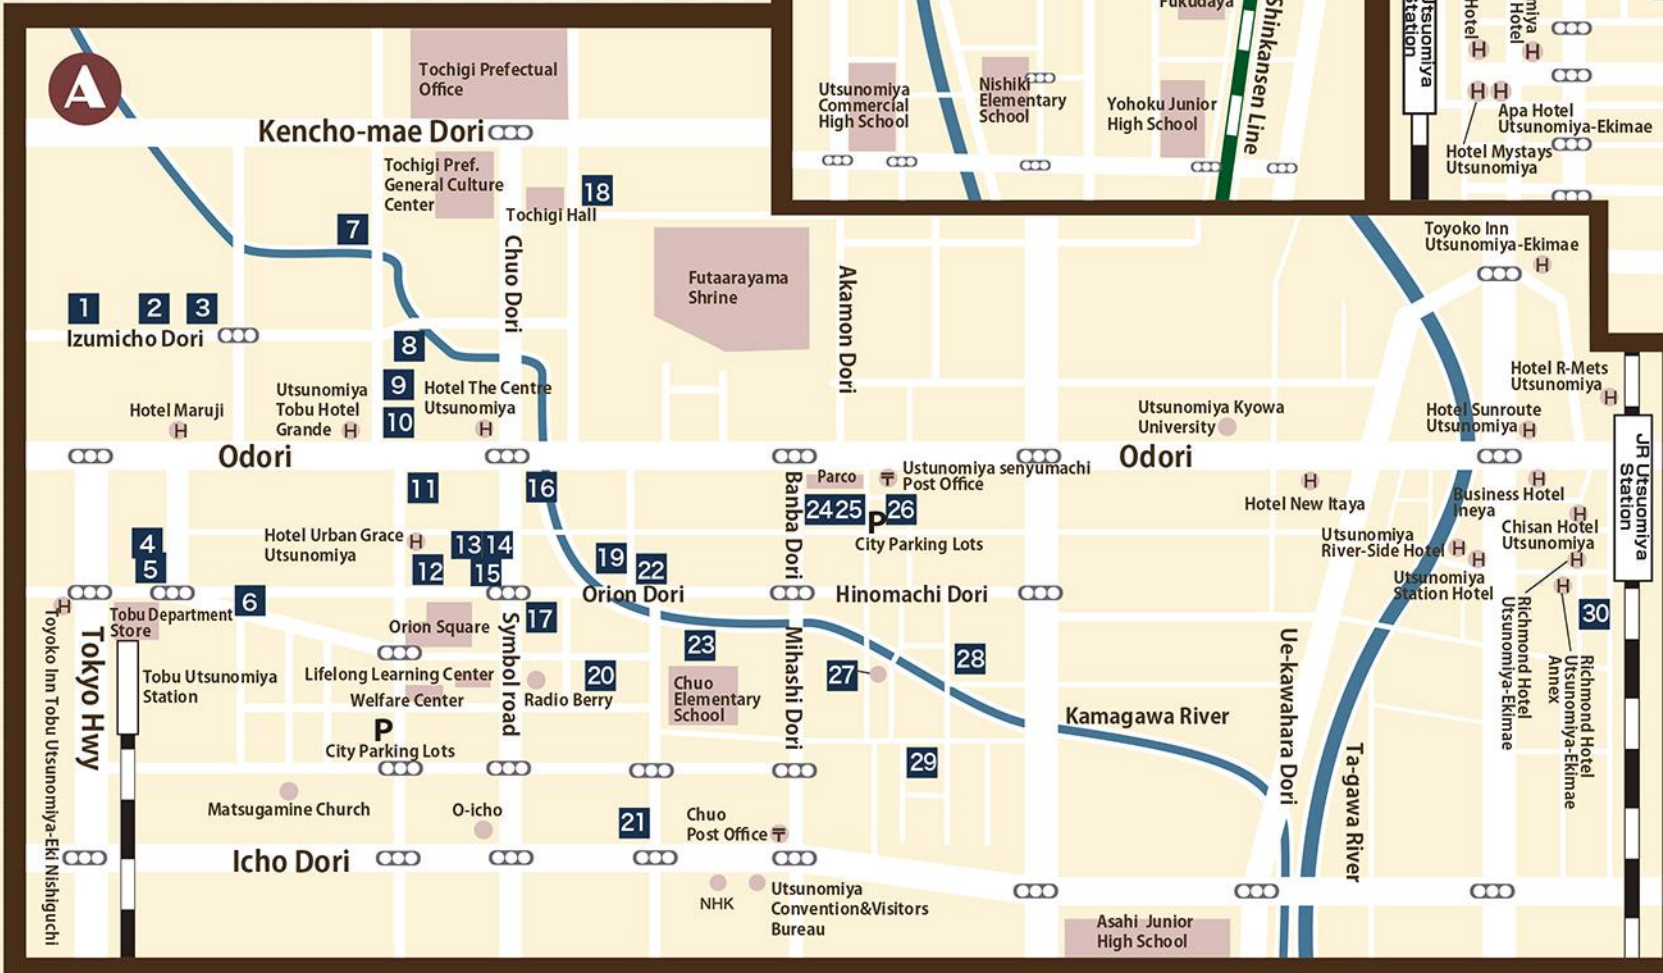 A
Tochigi Prefectual
Office
Kencho-mae Dori
Tochigi Pref.
General Culture
Center
Tochigi Hall
18
7
Chuo Dori
Futaarayama
Shrine
Akamon Dori
1
2
3
Izumicho Dori
8
9
10
Hotel Maruji
Utsunomiya
Tobu Hotel
Grande
H
H
Hotel The Centre
Utsunomiya
H
Odori
Utsunomiya
Commercial
High School
Nishiki
Elementary
School
Yohoku Junior
High School
Shinkansen Line
Utsunomiya
Station
Hotel
Hotel
H
H
H
H
Apa Hotel
Utsunomiya-Ekimae
Hotel Mystays
Utsunomiya
Toyoko Inn
Utsunomiya-Ekimae
H
Hotel R-Mets
Utsunomiya
H
Hotel Sunroute
Utsunomiya
H
Utsunomiya Kyowa
University
Odori
JR Utsunomiya
Station
11
16
Parco
〒
Ustunomiya senyumachi
Post Office
24
25
P
26
City Parking Lots
Banba Dori
H
Hotel New Itaya
H
Business Hotel
Ineya
H
Chisan Hotel
Utsunomiya
H
Utsunomiya
River-Side Hotel
H
H
Utsunomiya
Station Hotel
H
30
Richmond Hotel
Utsunomiya-Ekimae
Richmond Hotel
Utsunomiya-Ekimae
Annex
4
5
Hotel Urban Grace
Utsunomiya
H
13
14
12
15
19
22
Orion Dori
Hinomachi Dori
6
H
Tobu Department
Store
Toyoko Inn Tobu Utsunomiya-Eki Nishiguchi
Tokyo Hwy
Tobu Utsunomiya
Station
Orion Square
17
Symbol road
Lifelong Learning Center
Welfare Center
Radio Berry
20
23
Chuo
Elementary
School
Mihashi Dori
27
28
Kamagawa River
Ue-kawahara Dori
Ta-gawa River
P
City Parking Lots
29
Matsugamine Church
O-icho
21
Chuo
Post Office
〒
Icho Dori
NHK
Utsunomiya
Convention&Visitors
Bureau
Asahi Junior
High School